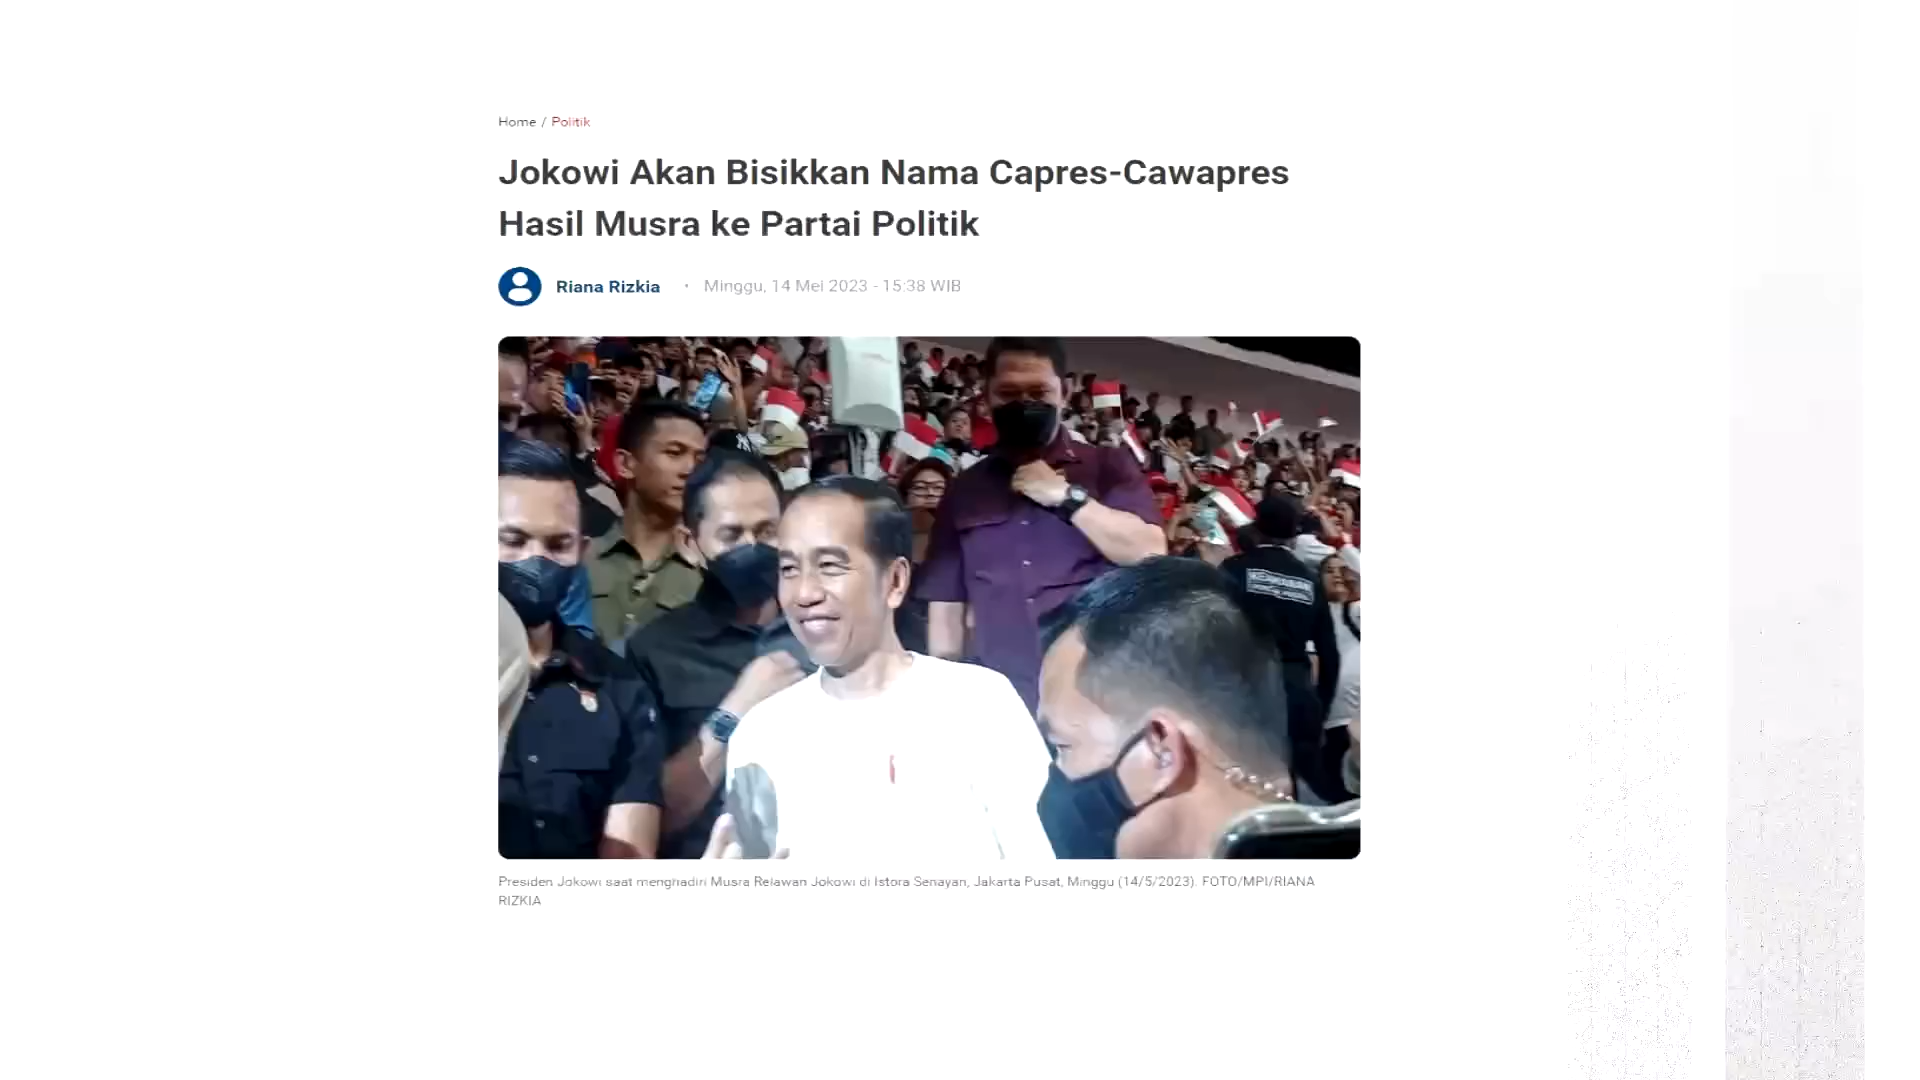 Home / Politik
Jokowi Akan Bisikkan Nama Capres-Cawapres
Hasil Musra ke Partai Politik
Riana Rizkia • Minggu, 14 Mei 2023 - 15:38 WIB
KEAMANAN
Presiden Jokowi saat menghadiri Musra Relawan Jokowi di Istora Senayan, Jakarta Pusat, Minggu (14/5/2023). FOTO/MPI/RIANA
RIZKIA